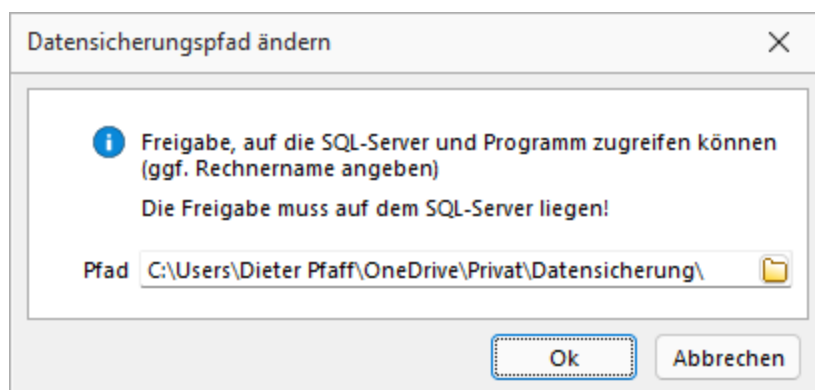 Datensicherungspfad ändern
Freigabe, auf die SQL-Server und Programm zugreifen können
(ggf. Rechnername angeben)
Die Freigabe muss auf dem SQL-Server liegen!
Pfad C:\Users\Dieter Pfaff\OneDrive\Privat\Datensicherung\
Ok Abbrechen